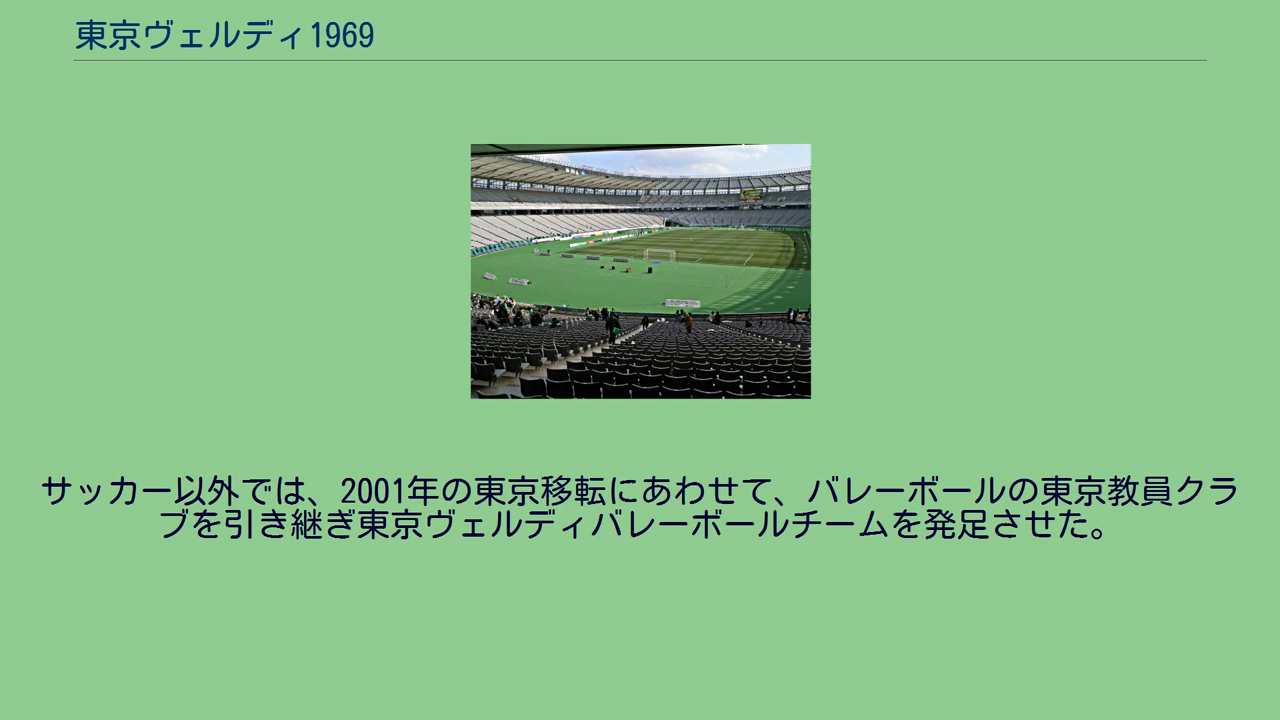 東京ヴェルディ1969
サッカー以外では、2001年の東京移転にあわせて、バレーボールの東京教員クラ
ブを引き継ぎ東京ヴェルディバレーボールチームを発足させた。